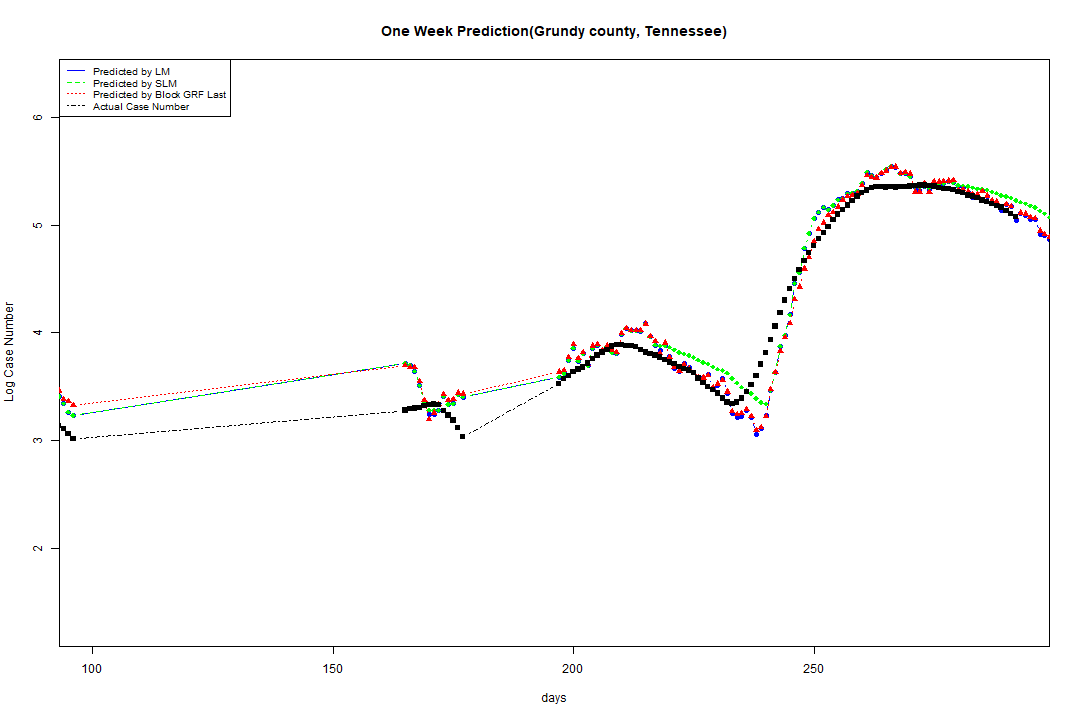 One Week Prediction(Grundy county, Tennessee)
Predicted by LM
Predicted by SLM
Predicted by Block GRF Last
Actual Case Number
Log Case Number
6
5
4
3
2
100 150 200 250
days